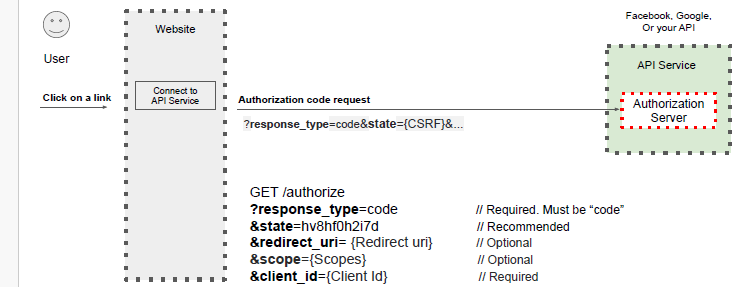 Facebook, Google,
Or your API
Website
User
API Service
Connect to
API Service
Click on a link
Authorization code request
Authorization
Server
?response_type=code&state={CSRF}&...
GET /authorize
?response_type=code // Required. Must be “code”
&state=hv8hf0h2i7d // Recommended
&redirect_uri= {Redirect uri} // Optional
&scope={Scopes} // Optional
&client_id={Client Id} // Required